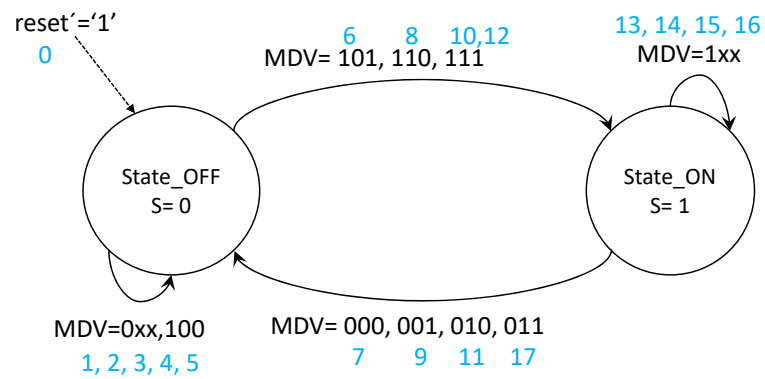 reset´=‘1’
0
6 8 10,12
MDV= 101, 110, 111
13, 14, 15, 16
MDV=1xx
State_OFF
S= 0
State_ON
S= 1
MDV=0xx,100
1, 2, 3, 4, 5
MDV= 000, 001, 010, 011
7 9 11 17